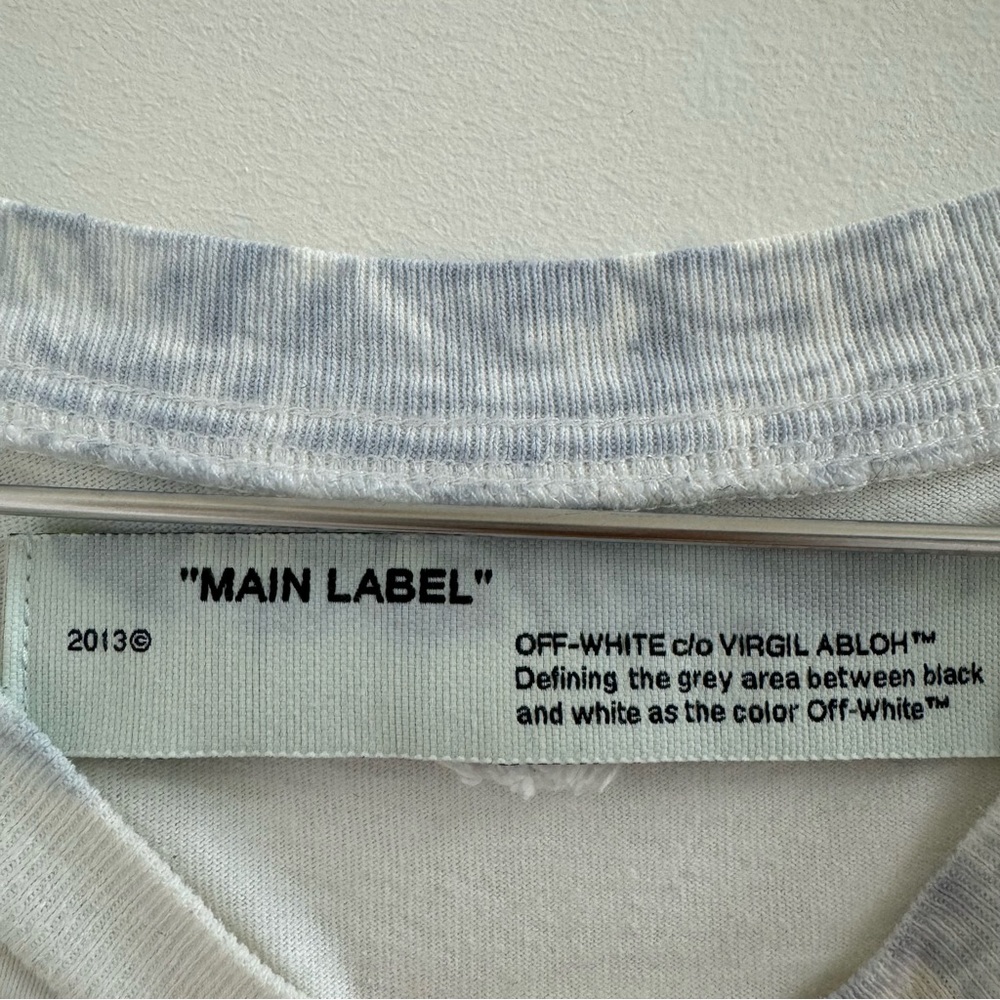 "MAIN LABEL"
2013©
OFF-WHITE c/o VIRGIL ABLOH™
Defining the grey area between black
and white as the color Off-White™